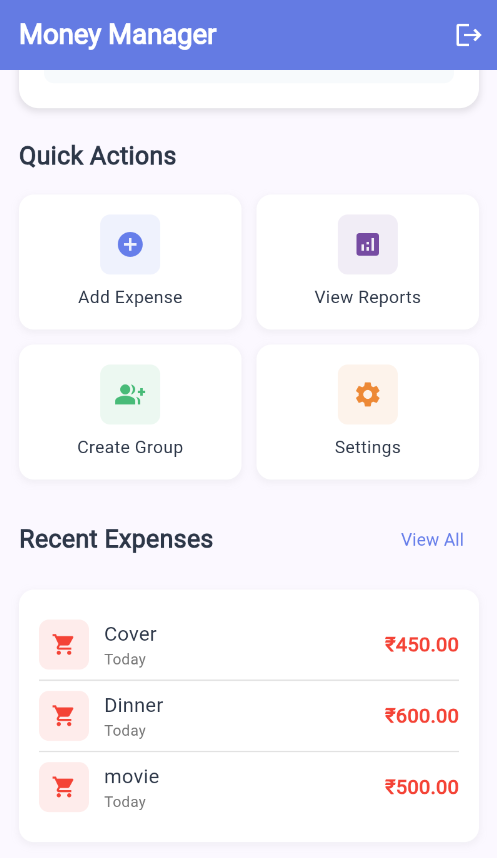 Money Manager
Quick Actions
Add Expense
View Reports
Create Group
Settings
Recent Expenses
View All
Cover
Today
₹450.00
Dinner
Today
₹600.00
movie
Today
₹500.00